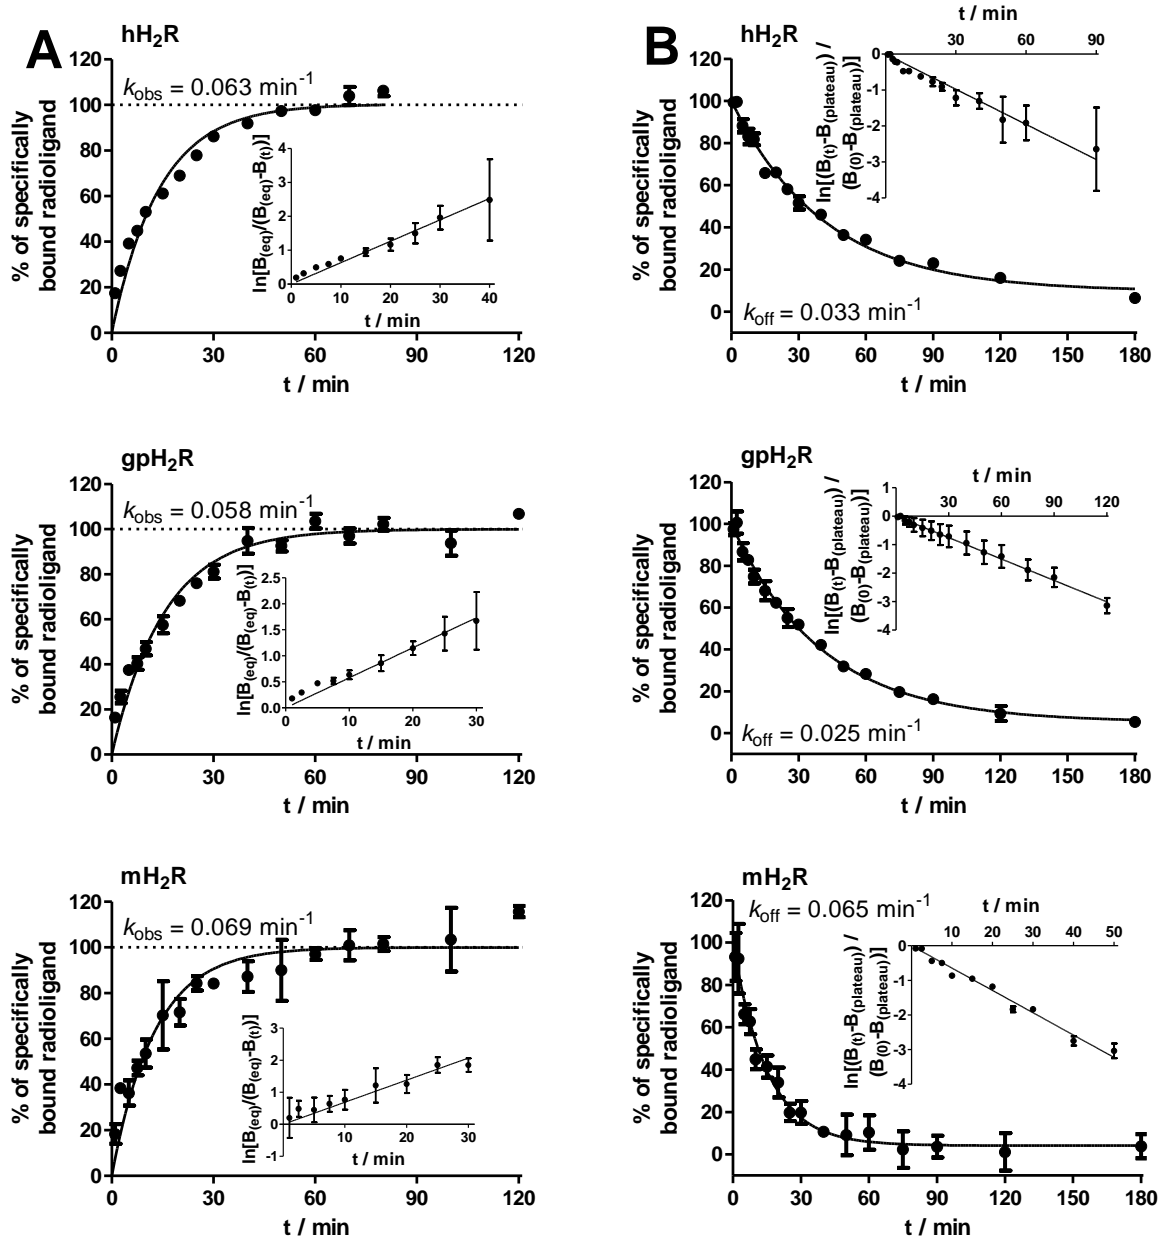 A
hH2R
kobs = 0.063 min-1
% of specifically
bound radioligand
120
100
80
60
40
20
0
0 30 60 90 120
t / min
ln[B(eq)/(B(eq)-B(t))]
4
3
2
1
0
0 10 20 30 40
t / min
B
hH2R
koff = 0.033 min-1
% of specifically
bound radioligand
120
100
80
60
40
20
0
0 30 60 90 120 150 180
t / min
t / min
30 60 90
0
-1
-2
-3
-4
ln[(B(t)-B(plateau)) /
(B(0)-B(plateau))]
gpH2R
kobs = 0.058 min-1
% of specifically
bound radioligand
120
100
80
60
40
20
0
0 30 60 90 120
t / min
ln[B(eq)/(B(eq)-B(t))]
2.5
2.0
1.5
1.0
0.5
0.0
0 10 20 30
t / min
gpH2R
koff = 0.025 min-1
% of specifically
bound radioligand
120
100
80
60
40
20
0
0 30 60 90 120 150 180
t / min
t / min
30 60 90 120
1
0
-1
-2
-3
-4
ln[(B(t)-B(plateau)) /
(B(0)-B(plateau))]
mH2R
kobs = 0.069 min-1
% of specifically
bound radioligand
120
100
80
60
40
20
0
0 30 60 90 120
t / min
ln[B(eq)/(B(eq)-B(t))]
3
2
1
0
-1
10 20 30
t / min
mH2R
koff = 0.065 min-1
% of specifically
bound radioligand
120
100
80
60
40
20
0
0 30 60 90 120 150 180
t / min
t / min
10 20 30 40 50
0
-1
-2
-3
-4
ln[(B(t)-B(plateau)) /
(B(0)-B(plateau))]